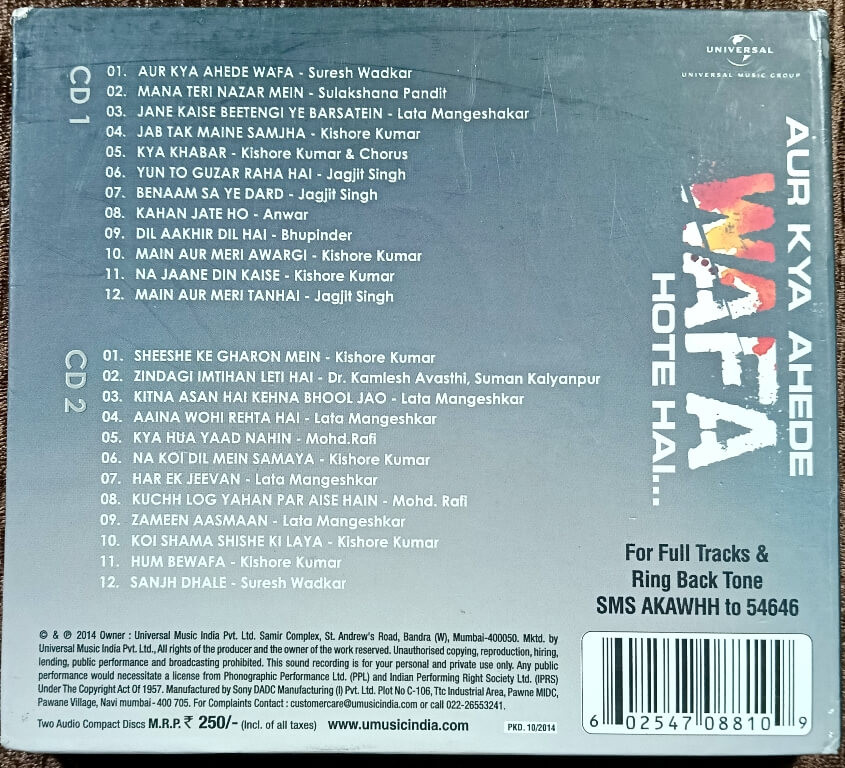 UNIVERSAL
UNIVERSAL MUSIC GROUP
CD 1
01. AUR KYA AHEDE WAFA - Suresh Wadkar
02. MANA TERI NAZAR MEIN - Sulakshana Pandit
03. JANE KAISE BEETENGI YE BARSATEIN - Lata Mangeshakar
04. JAB TAK MAINE SAMJHA - Kishore Kumar
05. KYA KHABAR - Kishore Kumar & Chorus
06. YUN TO GUZAR RAHA HAI - Jagjit Singh
07. BENAAM SA YE DARD - Jagjit Singh
08. KAHAN JATE HO - Anwar
09. DIL AAKHIR DIL HAI - Bhupinder
10. MAIN AUR MERI AWARGI - Kishore Kumar
11. NA JAANE DIN KAISE - Kishore Kumar
12. MAIN AUR MERI TANHAI - Jagjit Singh
CD 2
01. SHEESHE KE GHARON MEIN - Kishore Kumar
02. ZINDAGI IMTIHAN LETI HAI - Dr. Kamlesh Avasthi, Suman Kalyanpur
03. KITNA ASAN HAI KEHNA BHOOL JAO - Lata Mangeshkar
04. AAINA WOHI REHTA HAI - Lata Mangeshkar
05. KYA HUA YAAD NAHIN - Mohd.Rafi
06. NA KOI DIL MEIN SAMAYA - Kishore Kumar
07. HAR EK JEEVAN - Lata Mangeshkar
08. KUCHH LOG YAHAN PAR AISE HAIN - Mohd. Rafi
09. ZAMEEN AASMAAN - Lata Mangeshkar
10. KOI SHAMA SHISHE KI LAYA - Kishore Kumar
11. HUM BEWAFA - Kishore Kumar
12. SANJH DHALE - Suresh Wadkar
AUR KYA AHEDE
WAFA
HOTE HAI...
For Full Tracks &
Ring Back Tone
SMS AKAWHH to 54646
© & ℗ 2014 Owner : Universal Music India Pvt. Ltd. Samir Complex, St. Andrew's Road, Bandra (W), Mumbai-400050. Mktd. by
Universal Music India Pvt. Ltd., All rights of the producer and the owner of the work reserved. Unauthorised copying, reproduction, hiring,
lending, public performance and broadcasting prohibited. This sound recording is for your personal and private use only. Any public
performance would necessitate a license from Phonographic Performance Ltd. (PPL) and Indian Performing Right Society Ltd. (IPRS)
Under The Copyright Act Of 1957. Manufactured by Sony DADC Manufacturing (I) Pvt. Ltd. Plot No C-106, Ttc Industrial Area, Pawne MIDC,
Pawane Village, Navi mumbai- 400 705. For Complaints Contact : customercare@umusicindia.com or call 022-26553241.
Two Audio Compact Discs M.R.P. ₹ 250/- (Incl. of all taxes) www.umusicindia.com PKD. 10/2014
6 02547 08810 9